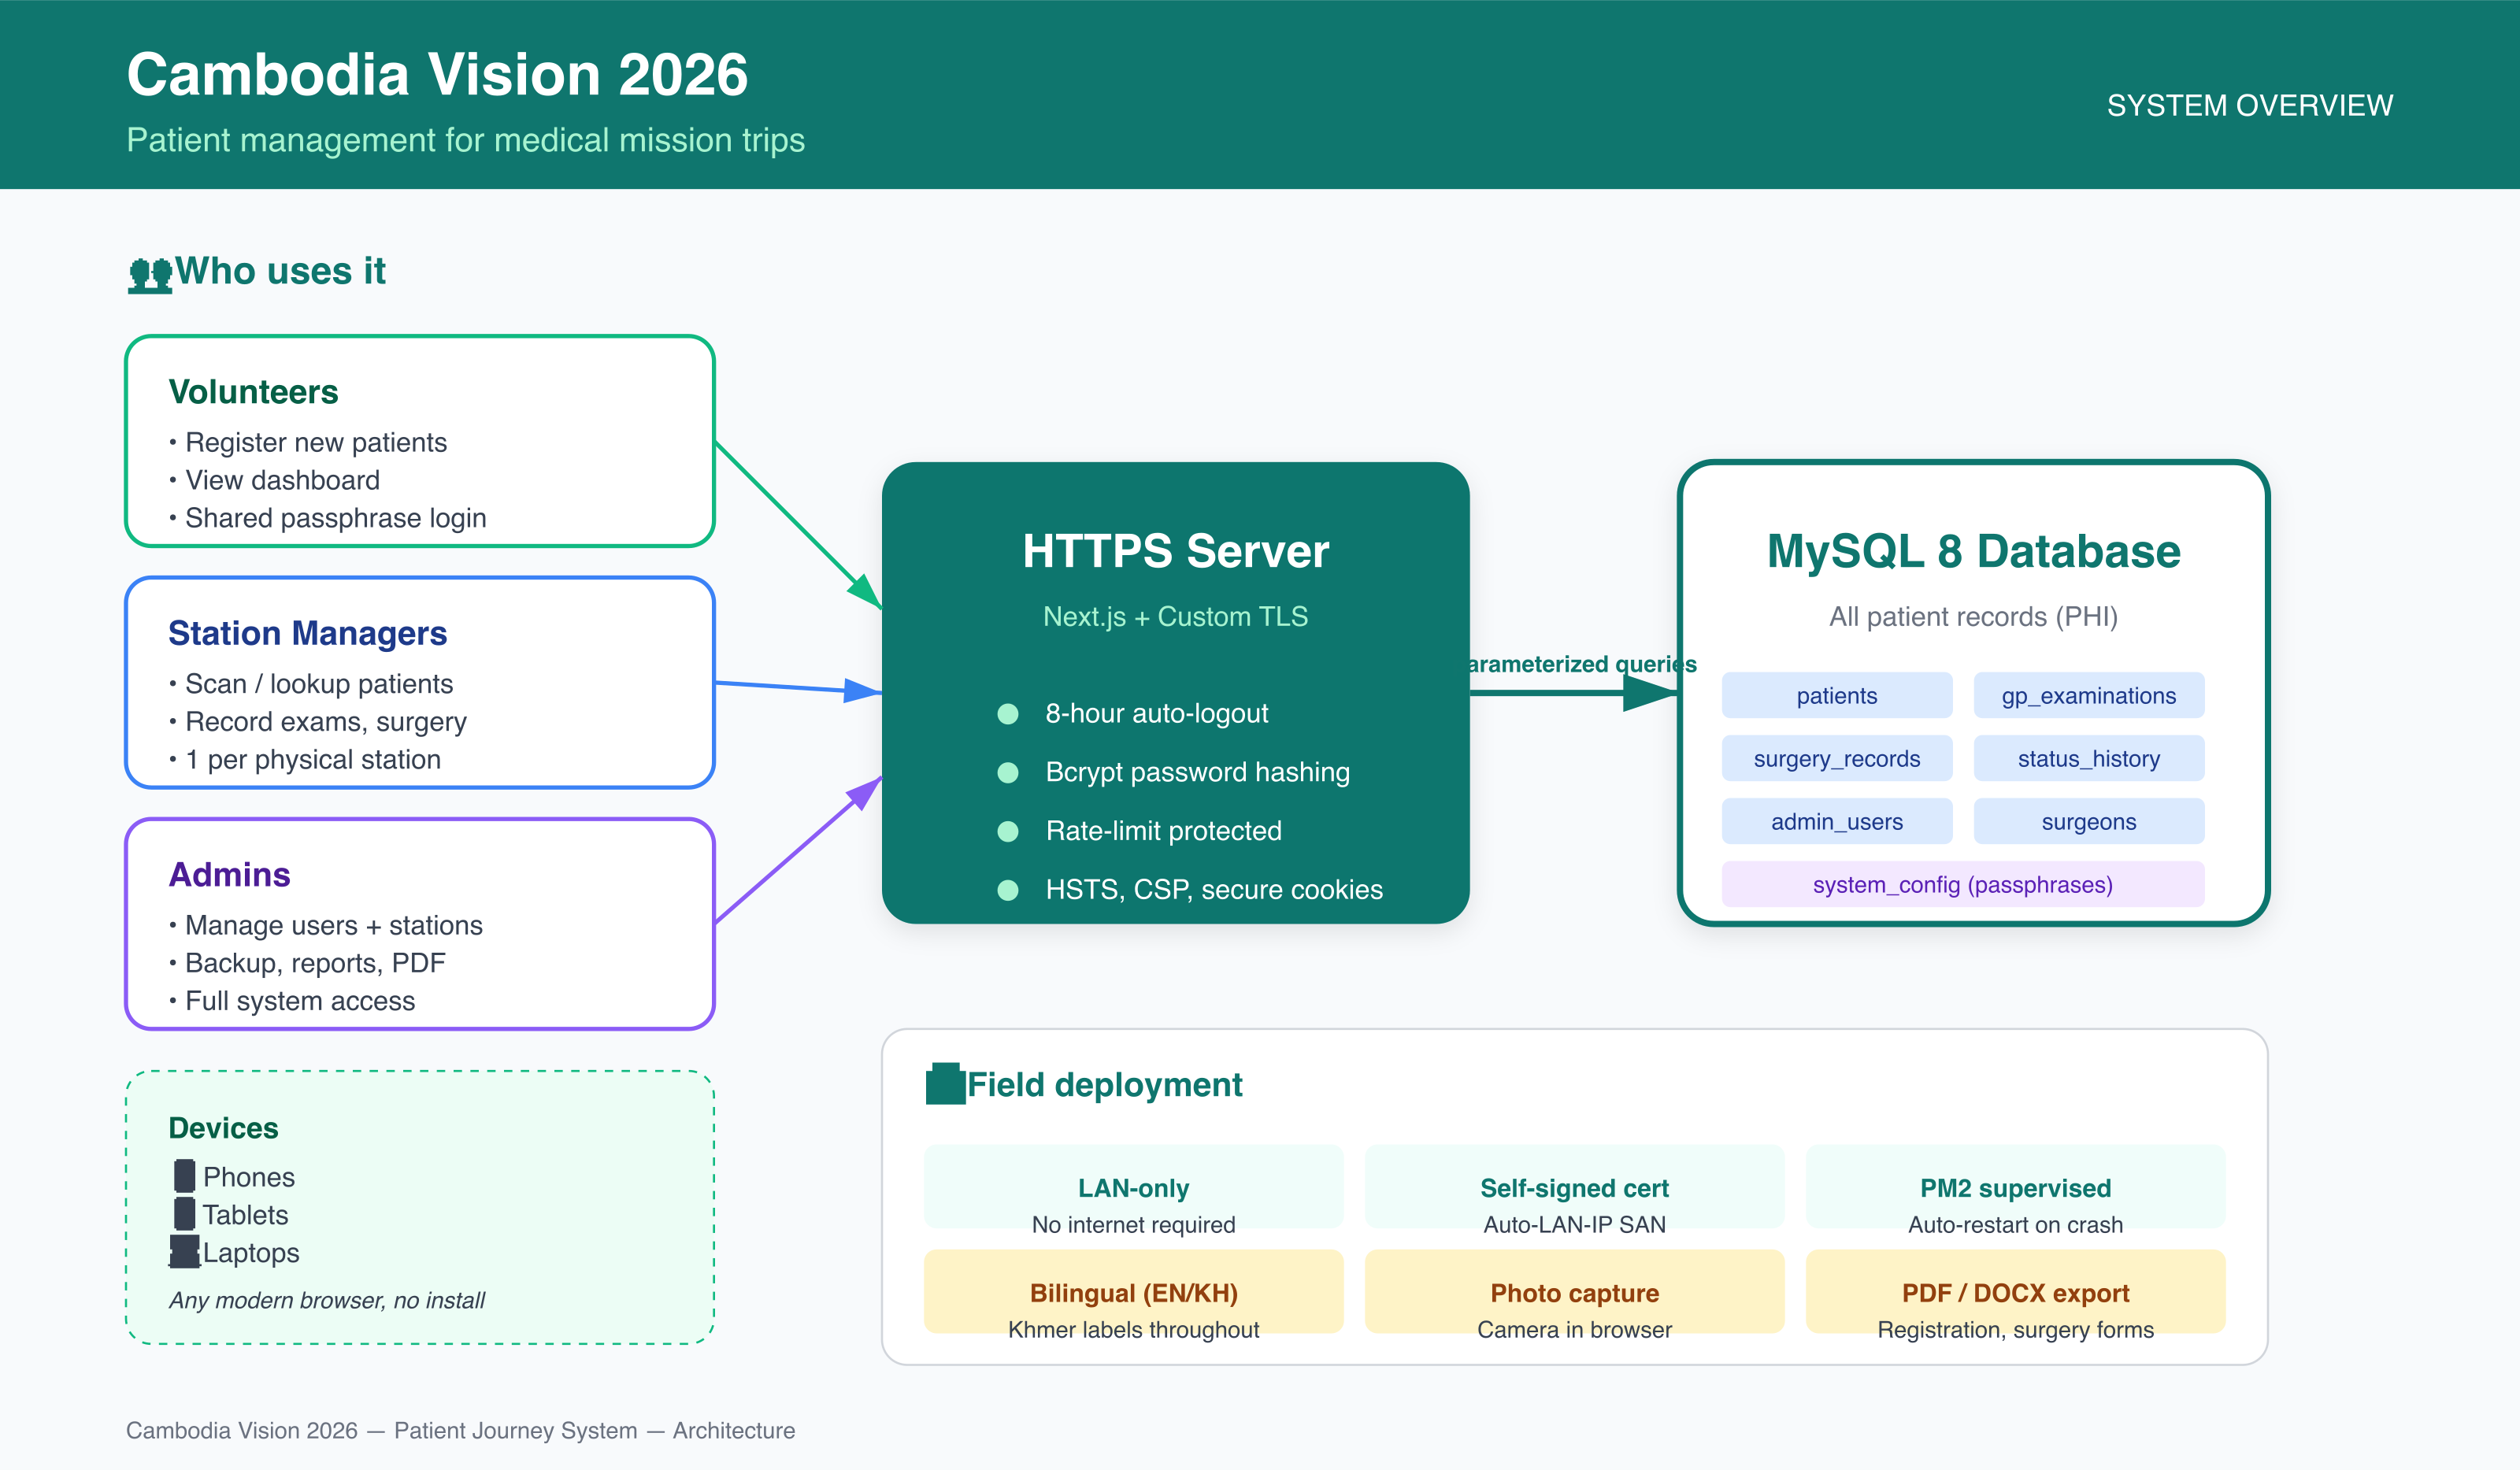 Cambodia Vision 2026
Patient management for medical mission trips
SYSTEM OVERVIEW
Who uses it
Volunteers
• Register new patients
• View dashboard
• Shared passphrase login
Station Managers
• Scan / lookup patients
• Record exams, surgery
• 1 per physical station
Admins
• Manage users + stations
• Backup, reports, PDF
• Full system access
Devices
Phones
Tablets
Laptops
Any modern browser, no install
HTTPS Server
Next.js + Custom TLS
8-hour auto-logout
Bcrypt password hashing
Rate-limit protected
HSTS, CSP, secure cookies
arameterized queries
MySQL 8 Database
All patient records (PHI)
patients
gp_examinations
surgery_records
status_history
admin_users
surgeons
system_config (passphrases)
Field deployment
LAN-only
No internet required
Self-signed cert
Auto-LAN-IP SAN
PM2 supervised
Auto-restart on crash
Bilingual (EN/KH)
Khmer labels throughout
Photo capture
Camera in browser
PDF / DOCX export
Registration, surgery forms
Cambodia Vision 2026 — Patient Journey System — Architecture